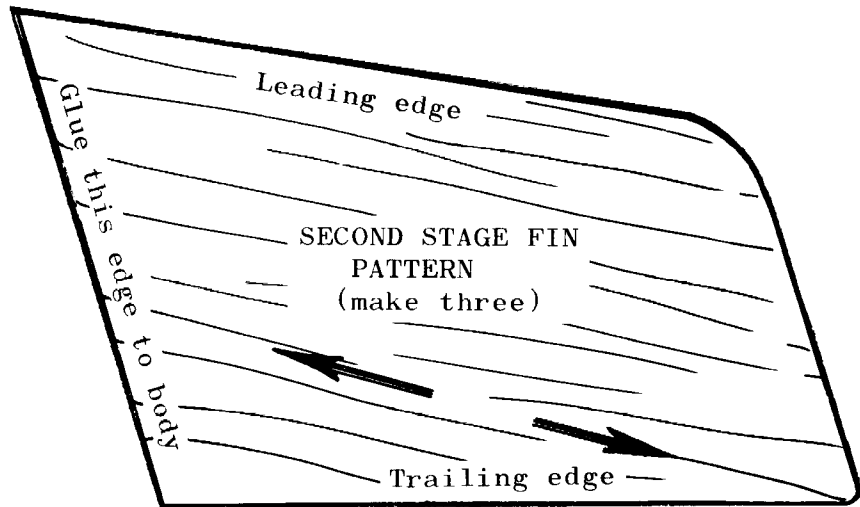 Leading edge
Glue this edge to body
SECOND STAGE FIN
PATTERN
(make three)
Trailing edge